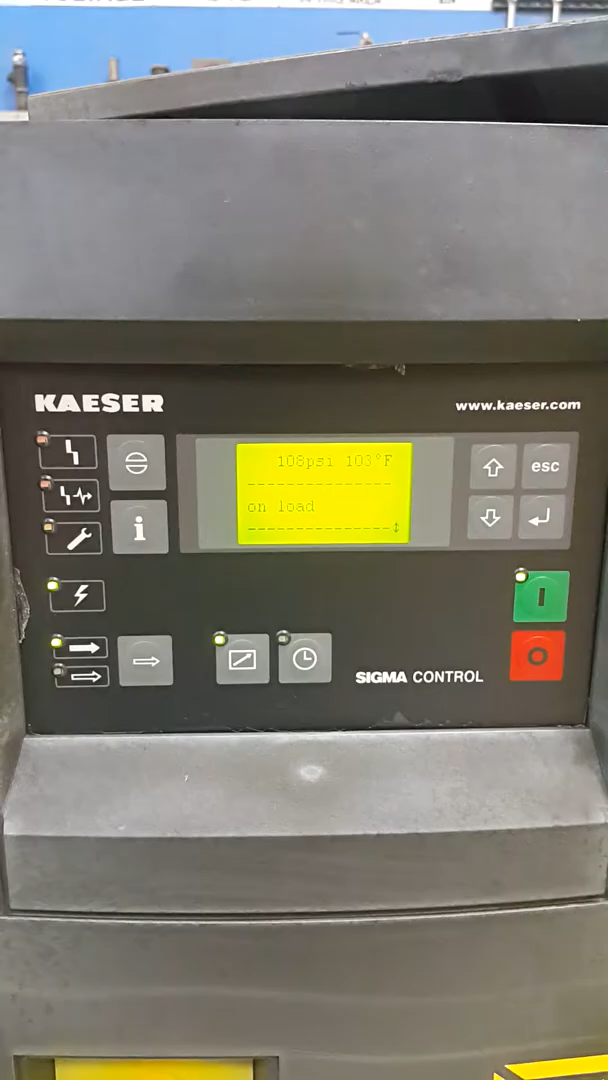 KAESER
www.kaeser.com
108psi 103°F
on load
esc
i
I
O
SIGMA CONTROL